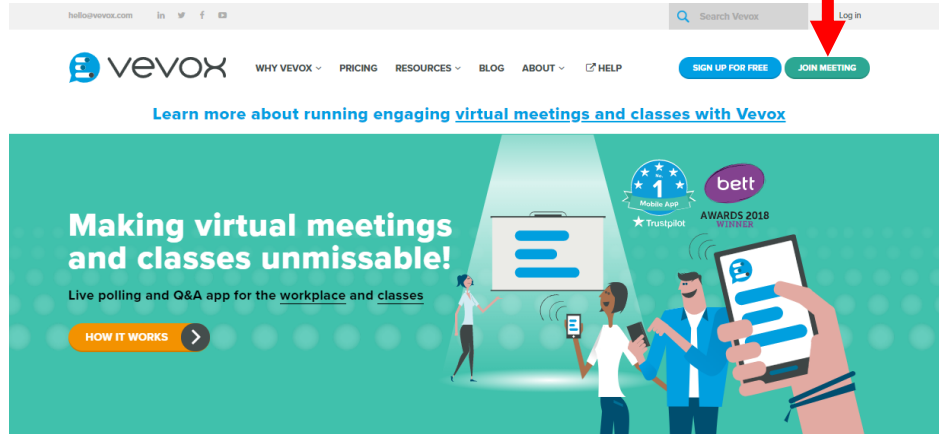 hello@vevox.com in f
Search Vevox
Log in
vevox
WHY VEVOX PRICING RESOURCES BLOG ABOUT HELP
SIGN UP FOR FREE
JOIN MEETING
Learn more about running engaging virtual meetings and classes with Vevox
No.
1
Mobile App
Trustpilot
bett
AWARDS 2018
WINNER
Making virtual meetings
and classes unmissable!
Live polling and Q&A app for the workplace and classes
HOW IT WORKS